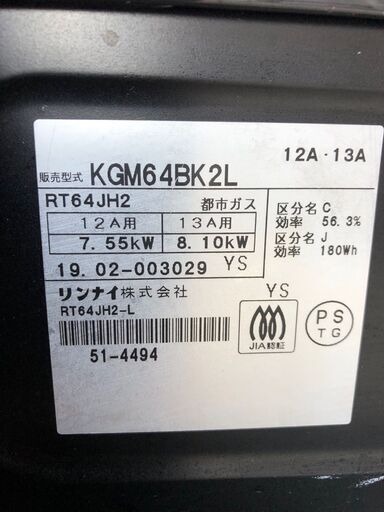 12A・13A
販売型式 KGM64BK2L
RT64JH2 都市ガス
12A用 13A用
7.55kW 8.10kW
区分名 C
効率 56.3%
区分名 J
効率 180Wh
19.02-003029 YS
リンナイ株式会社 YS
RT64JH2-L
51-4494
JIA認証
PS
TG